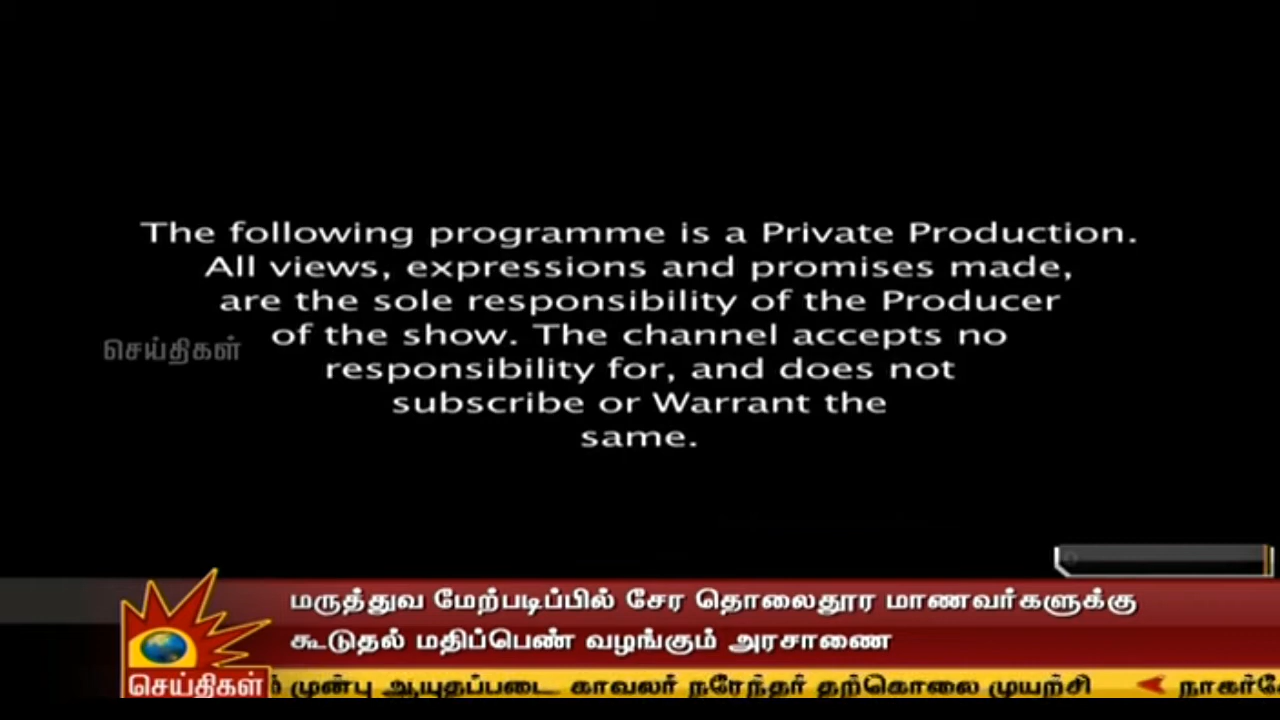 The following programme is a Private Production.
All views, expressions and promises made,
are the sole responsibility of the Producer
of the show. The channel accepts no
responsibility for, and does not
subscribe or Warrant the
same.
செய்திகள்
மருத்துவ மேற்படிப்பில் சேர தொலைதூர மாணவர்களுக்கு
கூடுதல் மதிப்பெண் வழங்கும் அரசாணை
செய்திகள்
முன்பு ஆயுதப்படை காவலர் நரேந்தர் தற்கொலை முயற்சி